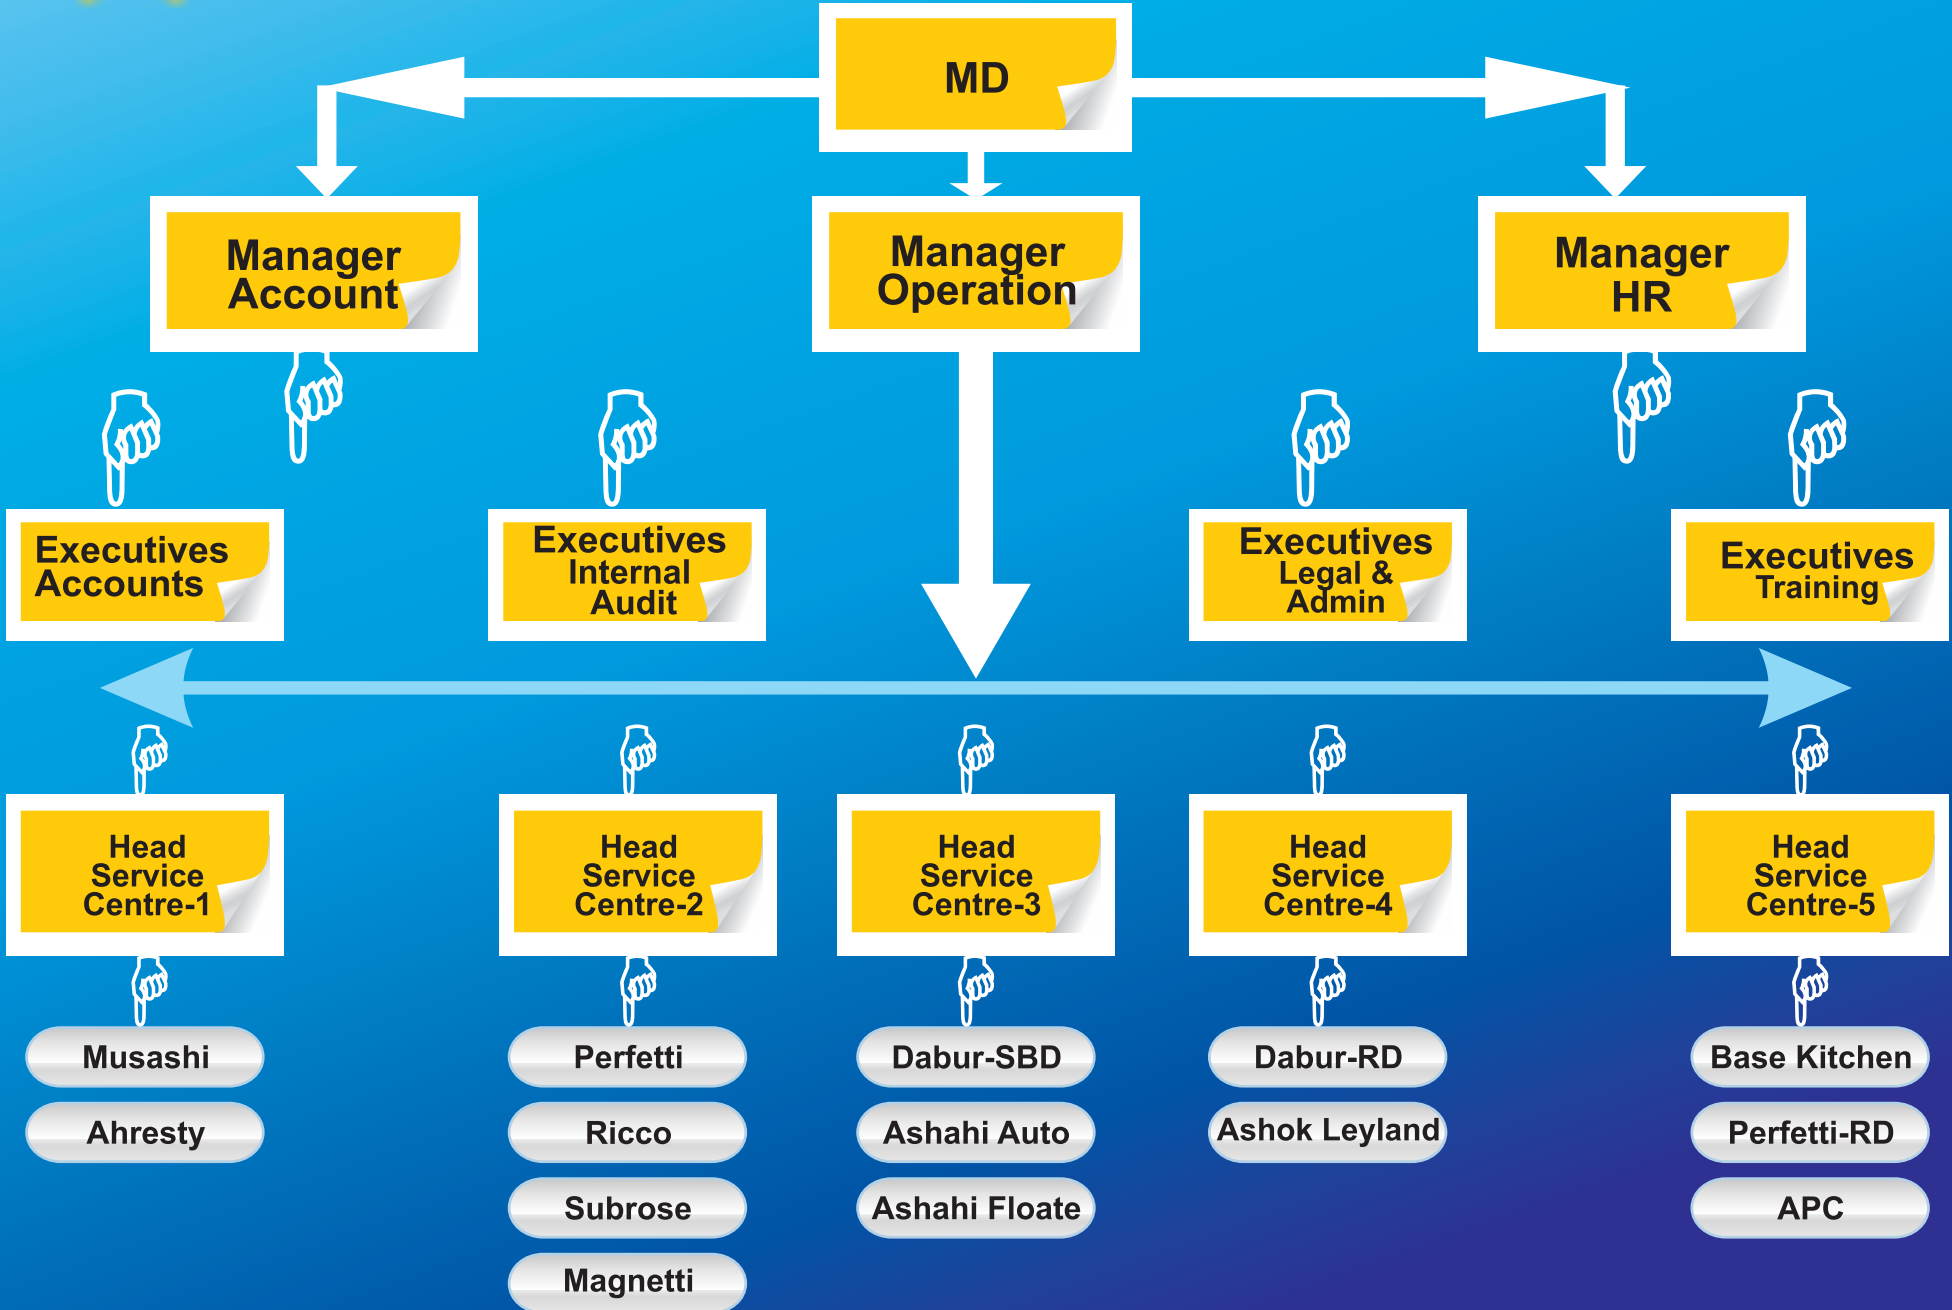 MD
Manager
Account
Manager
Operation
Manager
HR
Executives
Accounts
Executives
Internal
Audit
Executives
Legal &
Admin
Executives
Training
Head
Service
Centre-1
Head
Service
Centre-2
Head
Service
Centre-3
Head
Service
Centre-4
Head
Service
Centre-5
Musashi
Ahresty
Perfetti
Ricco
Subrose
Magnetti
Dabur-SBD
Ashahi Auto
Ashahi Floate
Dabur-RD
Ashok Leyland
Base Kitchen
Perfetti-RD
APC